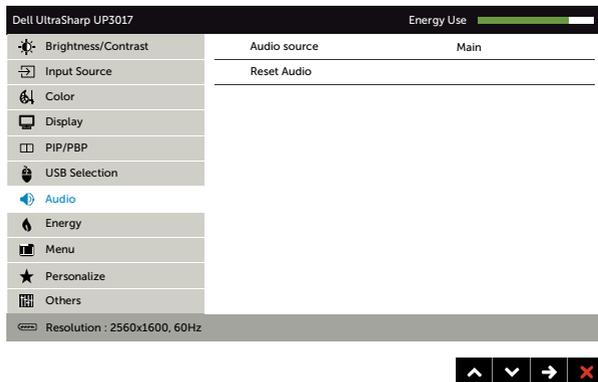 Dell UltraSharp UP3017 Energy Use
Brightness/Contrast
Audio source Main
Input Source
Reset Audio
Color
Display
PIP/PBP
USB Selection
Audio
Energy
Menu
Personalize
Others
Resolution : 2560x1600, 60Hz